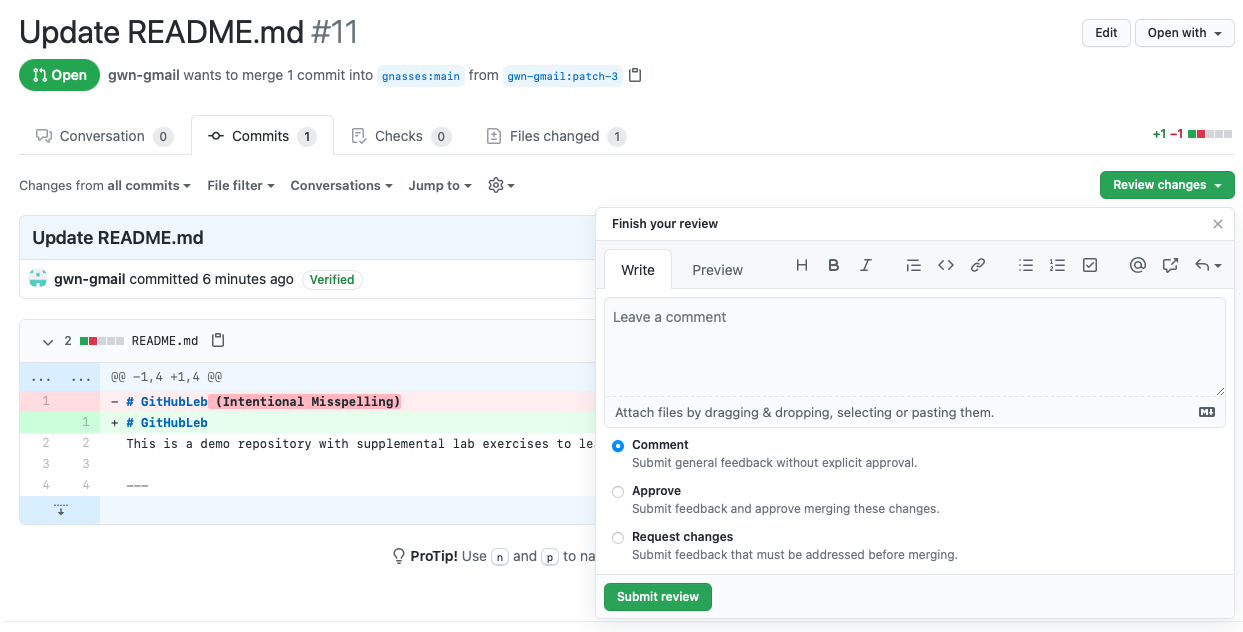 Update README.md #11
Edit
Open with
Open
gwn-gmail wants to merge 1 commit into gnasses:main from gwn-gmail:patch-3
Conversation 0
Commits 1
Checks 0
Files changed 1
+1 −1
Changes from all commits
File filter
Conversations
Jump to
Review changes
Update README.md
gwn-gmail committed 6 minutes ago
Verified
2 README.md
... ... @@ -1,4 +1,4 @@
1 - # GitHubLeb (Intentional Misspelling)
1 + # GitHubLeb
2 2 This is a demo repository with supplemental lab exercises to le
3 3
4 4 ---
ProTip! Use n and p to na
Finish your review
Write
Preview
H B I
Leave a comment
Attach files by dragging & dropping, selecting or pasting them.
Comment
Submit general feedback without explicit approval.
Approve
Submit feedback and approve merging these changes.
Request changes
Submit feedback that must be addressed before merging.
Submit review